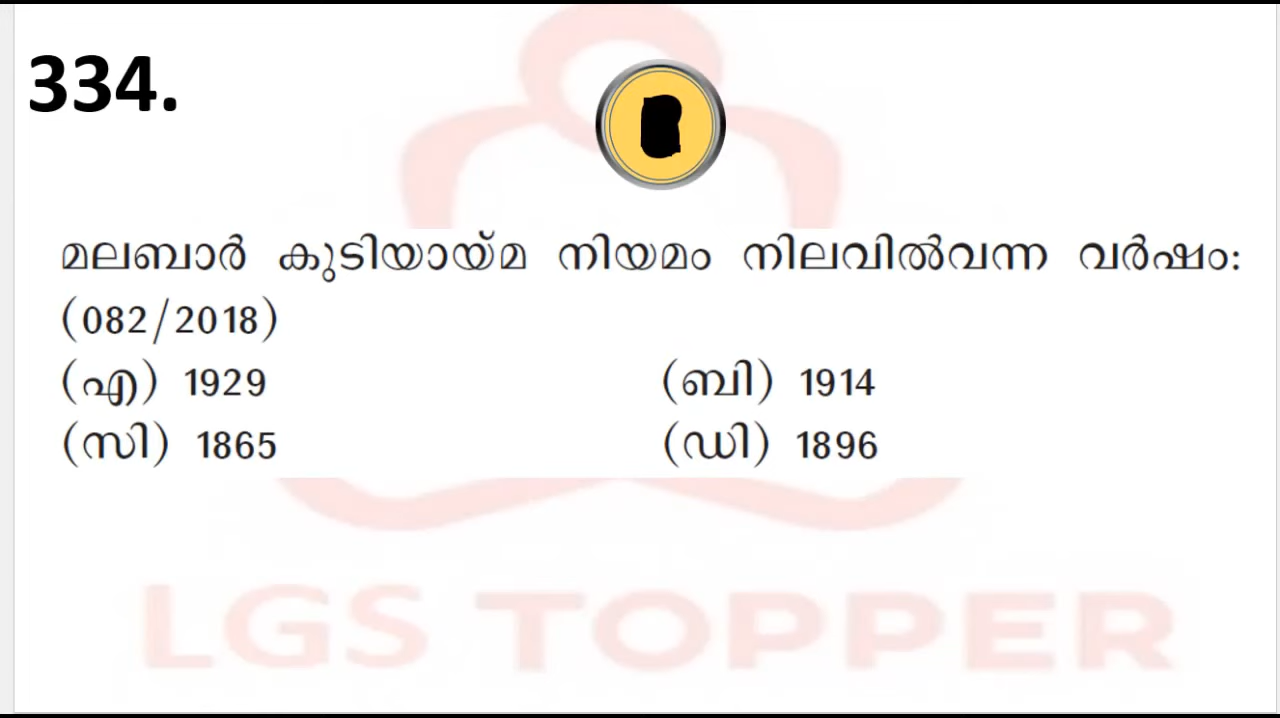 334.
മലബാർ കുടിയായ്മ നിയമം നിലവിൽവന്ന വർഷം:
(082/2018)
(എ) 1929 (ബി) 1914
(സി) 1865 (ഡി) 1896
LGS TOPPER